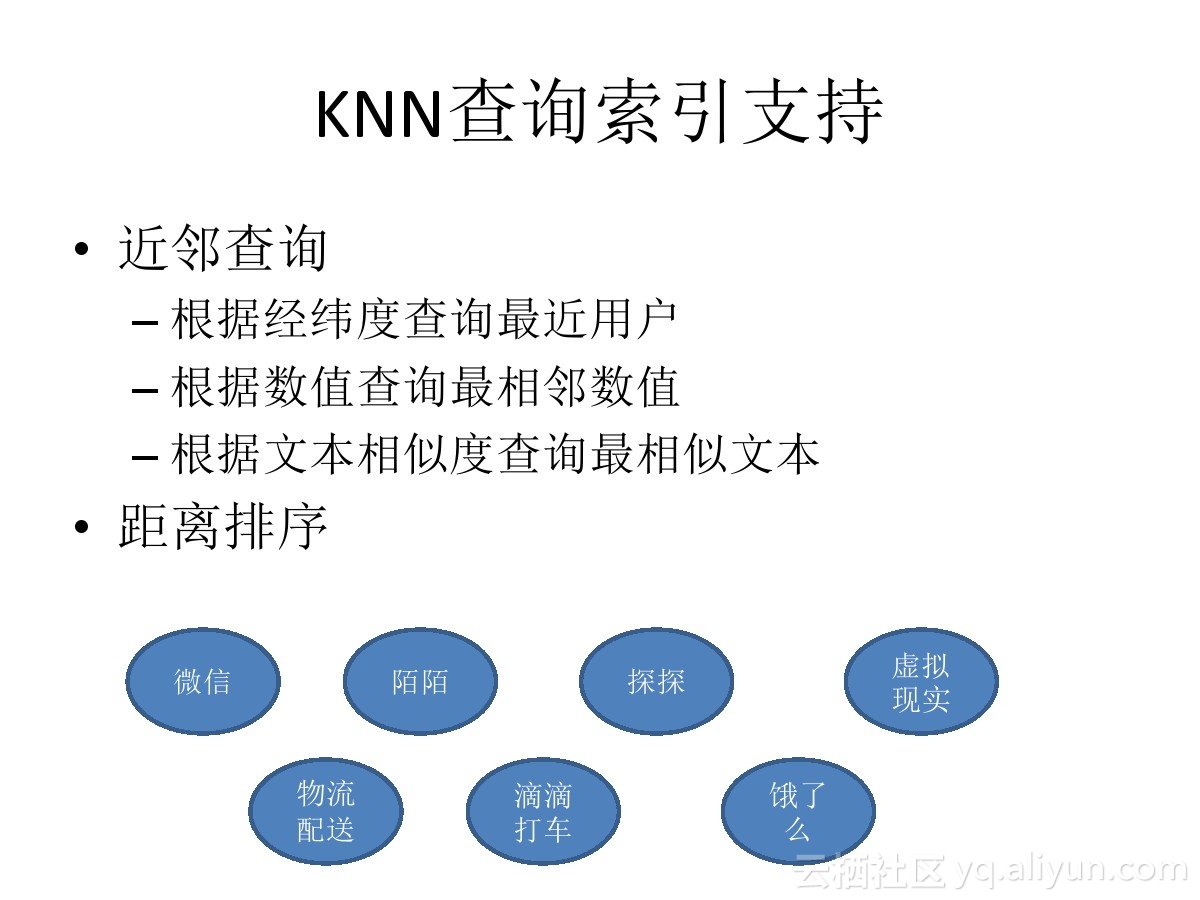 KNN查询索引支持
• 近邻查询
– 根据经纬度查询最近用户
– 根据数值查询最相邻数值
– 根据文本相似度查询最相似文本
• 距离排序
微信
陌陌
探探
虚拟
现实
物流
配送
滴滴
打车
饿了
么
云栖社区 yq.aliyun.com